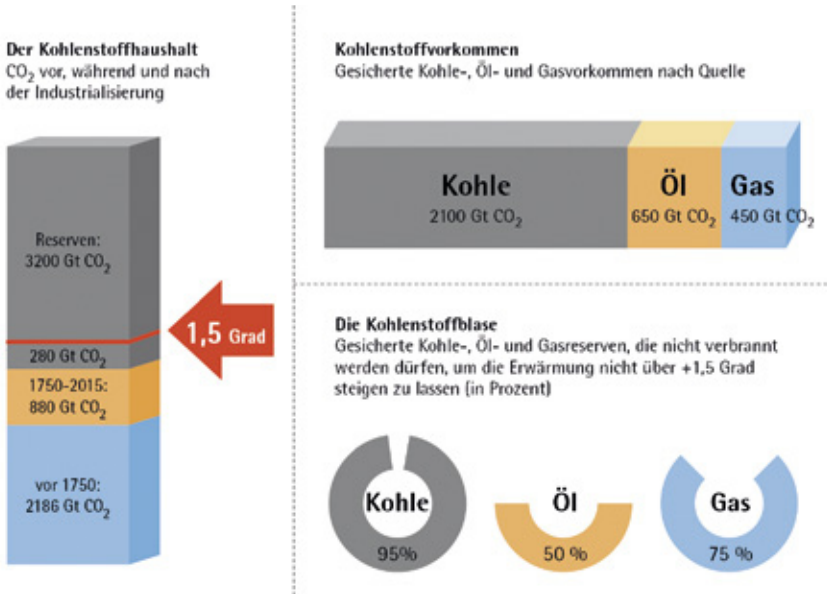 Der Kohlenstoffhaushalt
CO₂ vor, während und nach
der Industrialisierung
Reserven:
3200 Gt CO₂
1,5 Grad
280 Gt CO₂
1750-2015:
880 Gt CO₂
vor 1750:
2186 Gt CO₂
Kohlenstoffvorkommen
Gesicherte Kohle-, Öl- und Gasvorkommen nach Quelle
Kohle
2100 Gt CO₂
Öl
650 Gt CO₂
Gas
450 Gt CO₂
Die Kohlenstoffblase
Gesicherte Kohle-, Öl- und Gasreserven, die nicht verbrannt
werden dürfen, um die Erwärmung nicht über +1,5 Grad
steigen zu lassen (in Prozent)
Kohle
95%
Öl
50 %
Gas
75 %